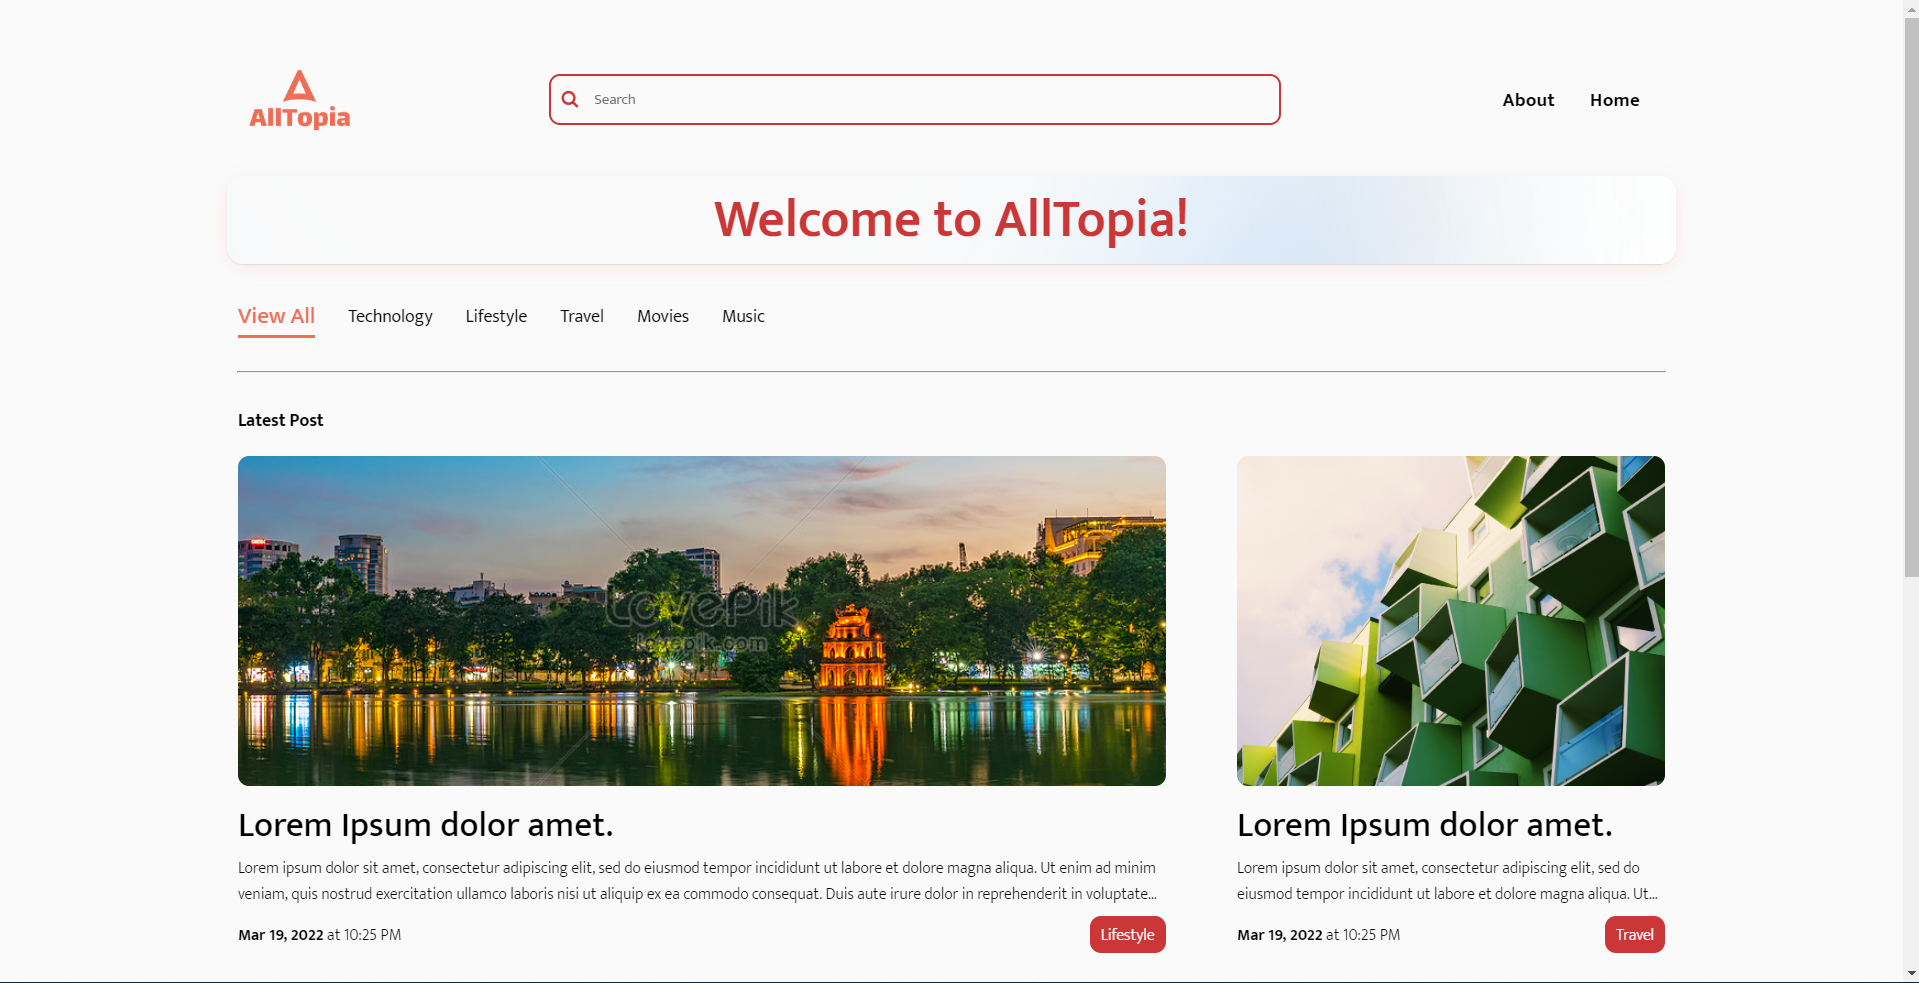 AllTopia
Search
About
Home
Welcome to AllTopia!
View All
Technology
Lifestyle
Travel
Movies
Music
Latest Post
LovePik
lovepik.com
Lorem Ipsum dolor amet.
Lorem ipsum dolor sit amet, consectetur adipiscing elit, sed do eiusmod tempor incididunt ut labore et dolore magna aliqua. Ut enim ad minim
veniam, quis nostrud exercitation ullamco laboris nisi ut aliquip ex ea commodo consequat. Duis aute irure dolor in reprehenderit in voluptate...
Mar 19, 2022 at 10:25 PM
Lifestyle
Lorem Ipsum dolor amet.
Lorem ipsum dolor sit amet, consectetur adipiscing elit, sed do
eiusmod tempor incididunt ut labore et dolore magna aliqua. Ut...
Mar 19, 2022 at 10:25 PM
Travel